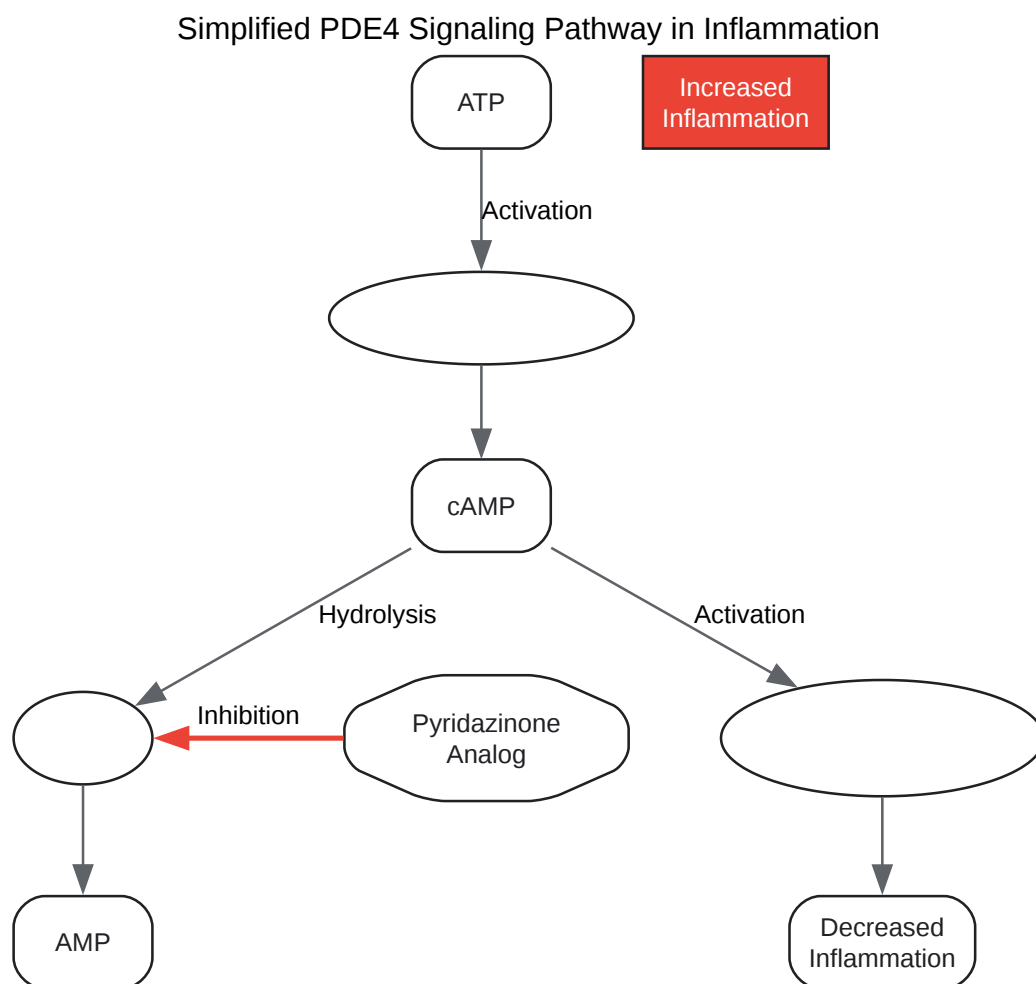 Simplified PDE4 Signaling Pathway in Inflammation
ATP
Increased
Inflammation
Activation
cAMP
Hydrolysis
Activation
Inhibition
Pyridazinone
Analog
AMP
Decreased
Inflammation